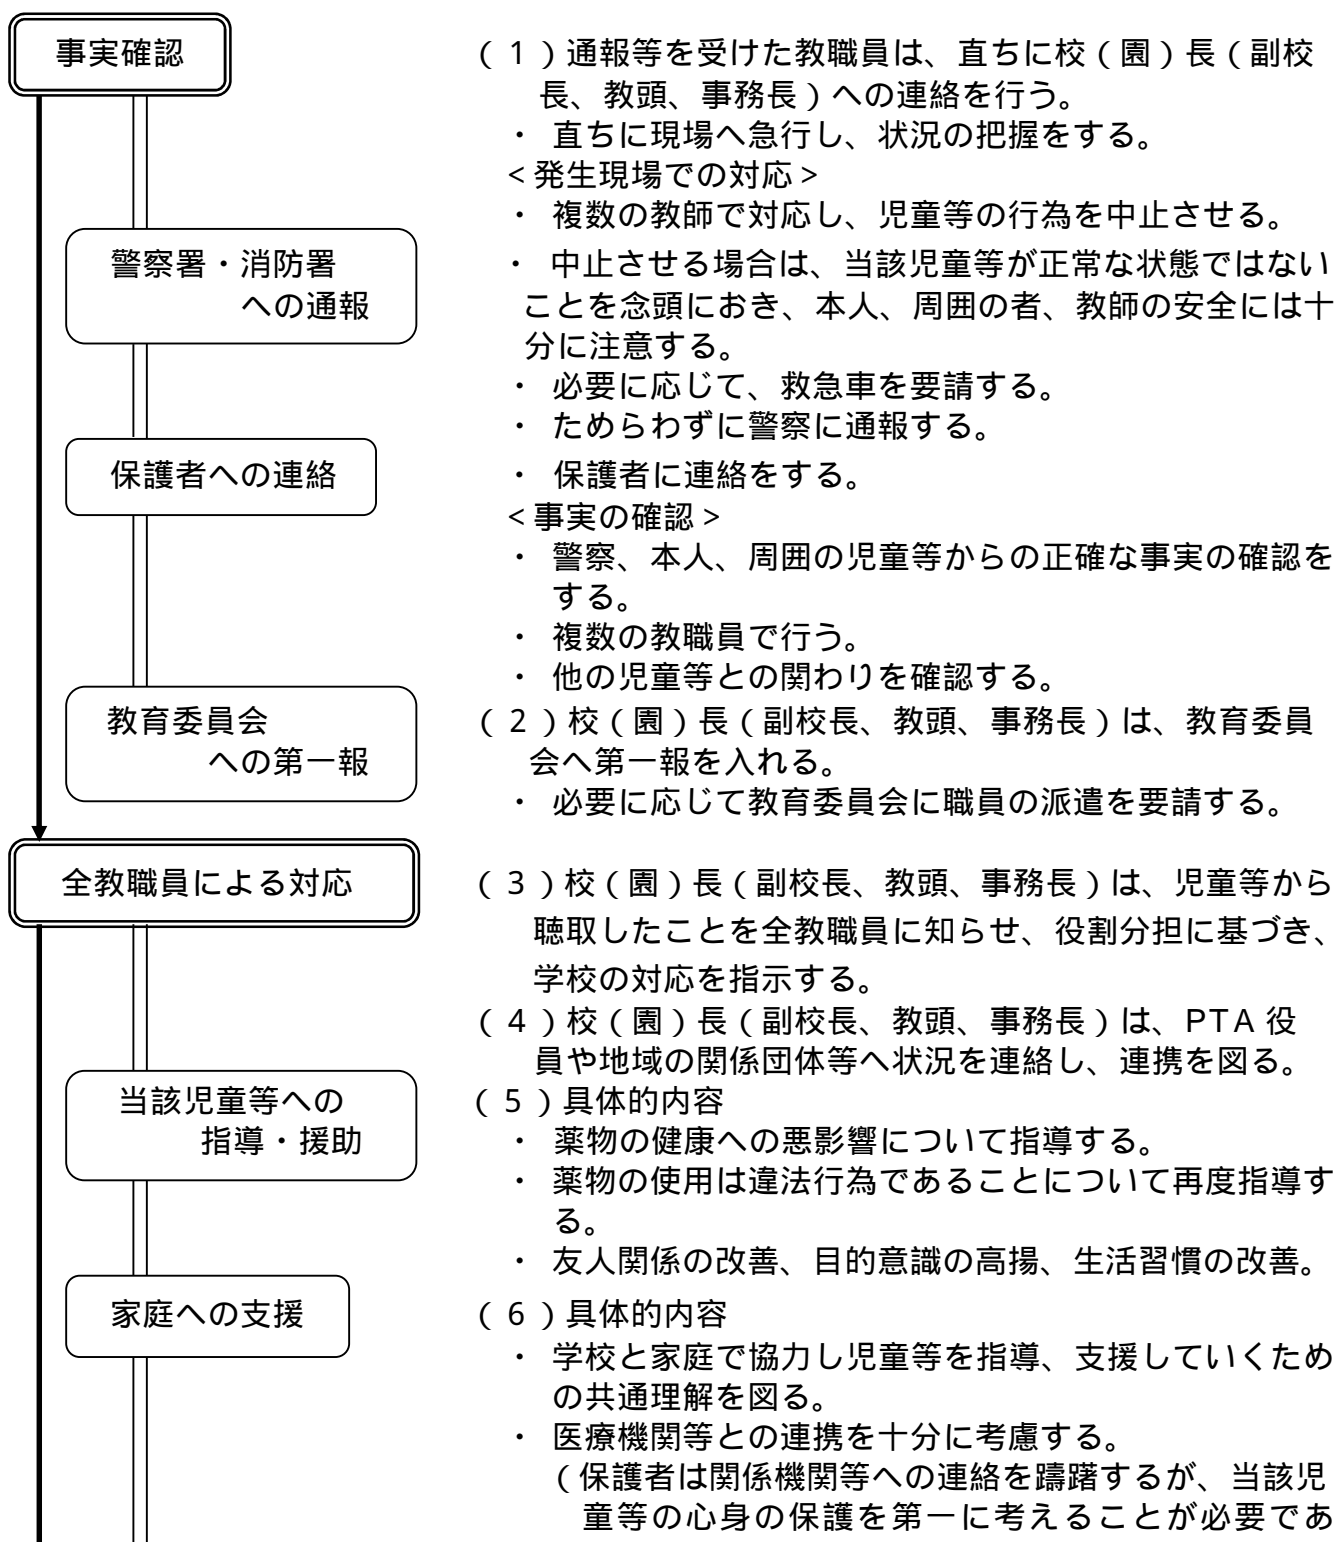 事実確認
（１）通報等を受けた教職員は、直ちに校（園）長（副校
長、教頭、事務長）への連絡を行う。
・ 直ちに現場へ急行し、状況の把握をする。
＜発生現場での対応＞
・ 複数の教師で対応し、児童等の行為を中止させる。
警察署・消防署
への通報
・ 中止させる場合は、当該児童等が正常な状態ではない
ことを念頭におき、本人、周囲の者、教師の安全には十
分に注意する。
・ 必要に応じて、救急車を要請する。
・ ためらわずに警察に通報する。
保護者への連絡
・ 保護者に連絡をする。
＜事実の確認＞
・ 警察、本人、周囲の児童等からの正確な事実の確認を
する。
・ 複数の教職員で行う。
・ 他の児童等との関わりを確認する。
教育委員会
への第一報
（２）校（園）長（副校長、教頭、事務長）は、教育委員
会へ第一報を入れる。
・ 必要に応じて教育委員会に職員の派遣を要請する。
全教職員による対応
（３）校（園）長（副校長、教頭、事務長）は、児童等から
聴取したことを全教職員に知らせ、役割分担に基づき、
学校の対応を指示する。
（４）校（園）長（副校長、教頭、事務長）は、PTA 役
員や地域の関係団体等へ状況を連絡し、連携を図る。
当該児童等への
指導・援助
（５）具体的内容
・ 薬物の健康への悪影響について指導する。
・ 薬物の使用は違法行為であることについて再度指導す
る。
・ 友人関係の改善、目的意識の高揚、生活習慣の改善。
家庭への支援
（６）具体的内容
・ 学校と家庭で協力し児童等を指導、支援していくため
の共通理解を図る。
・ 医療機関等との連携を十分に考慮する。
（保護者は関係機関等への連絡を躊躇するが、当該児
童等の心身の保護を第一に考えることが必要であ